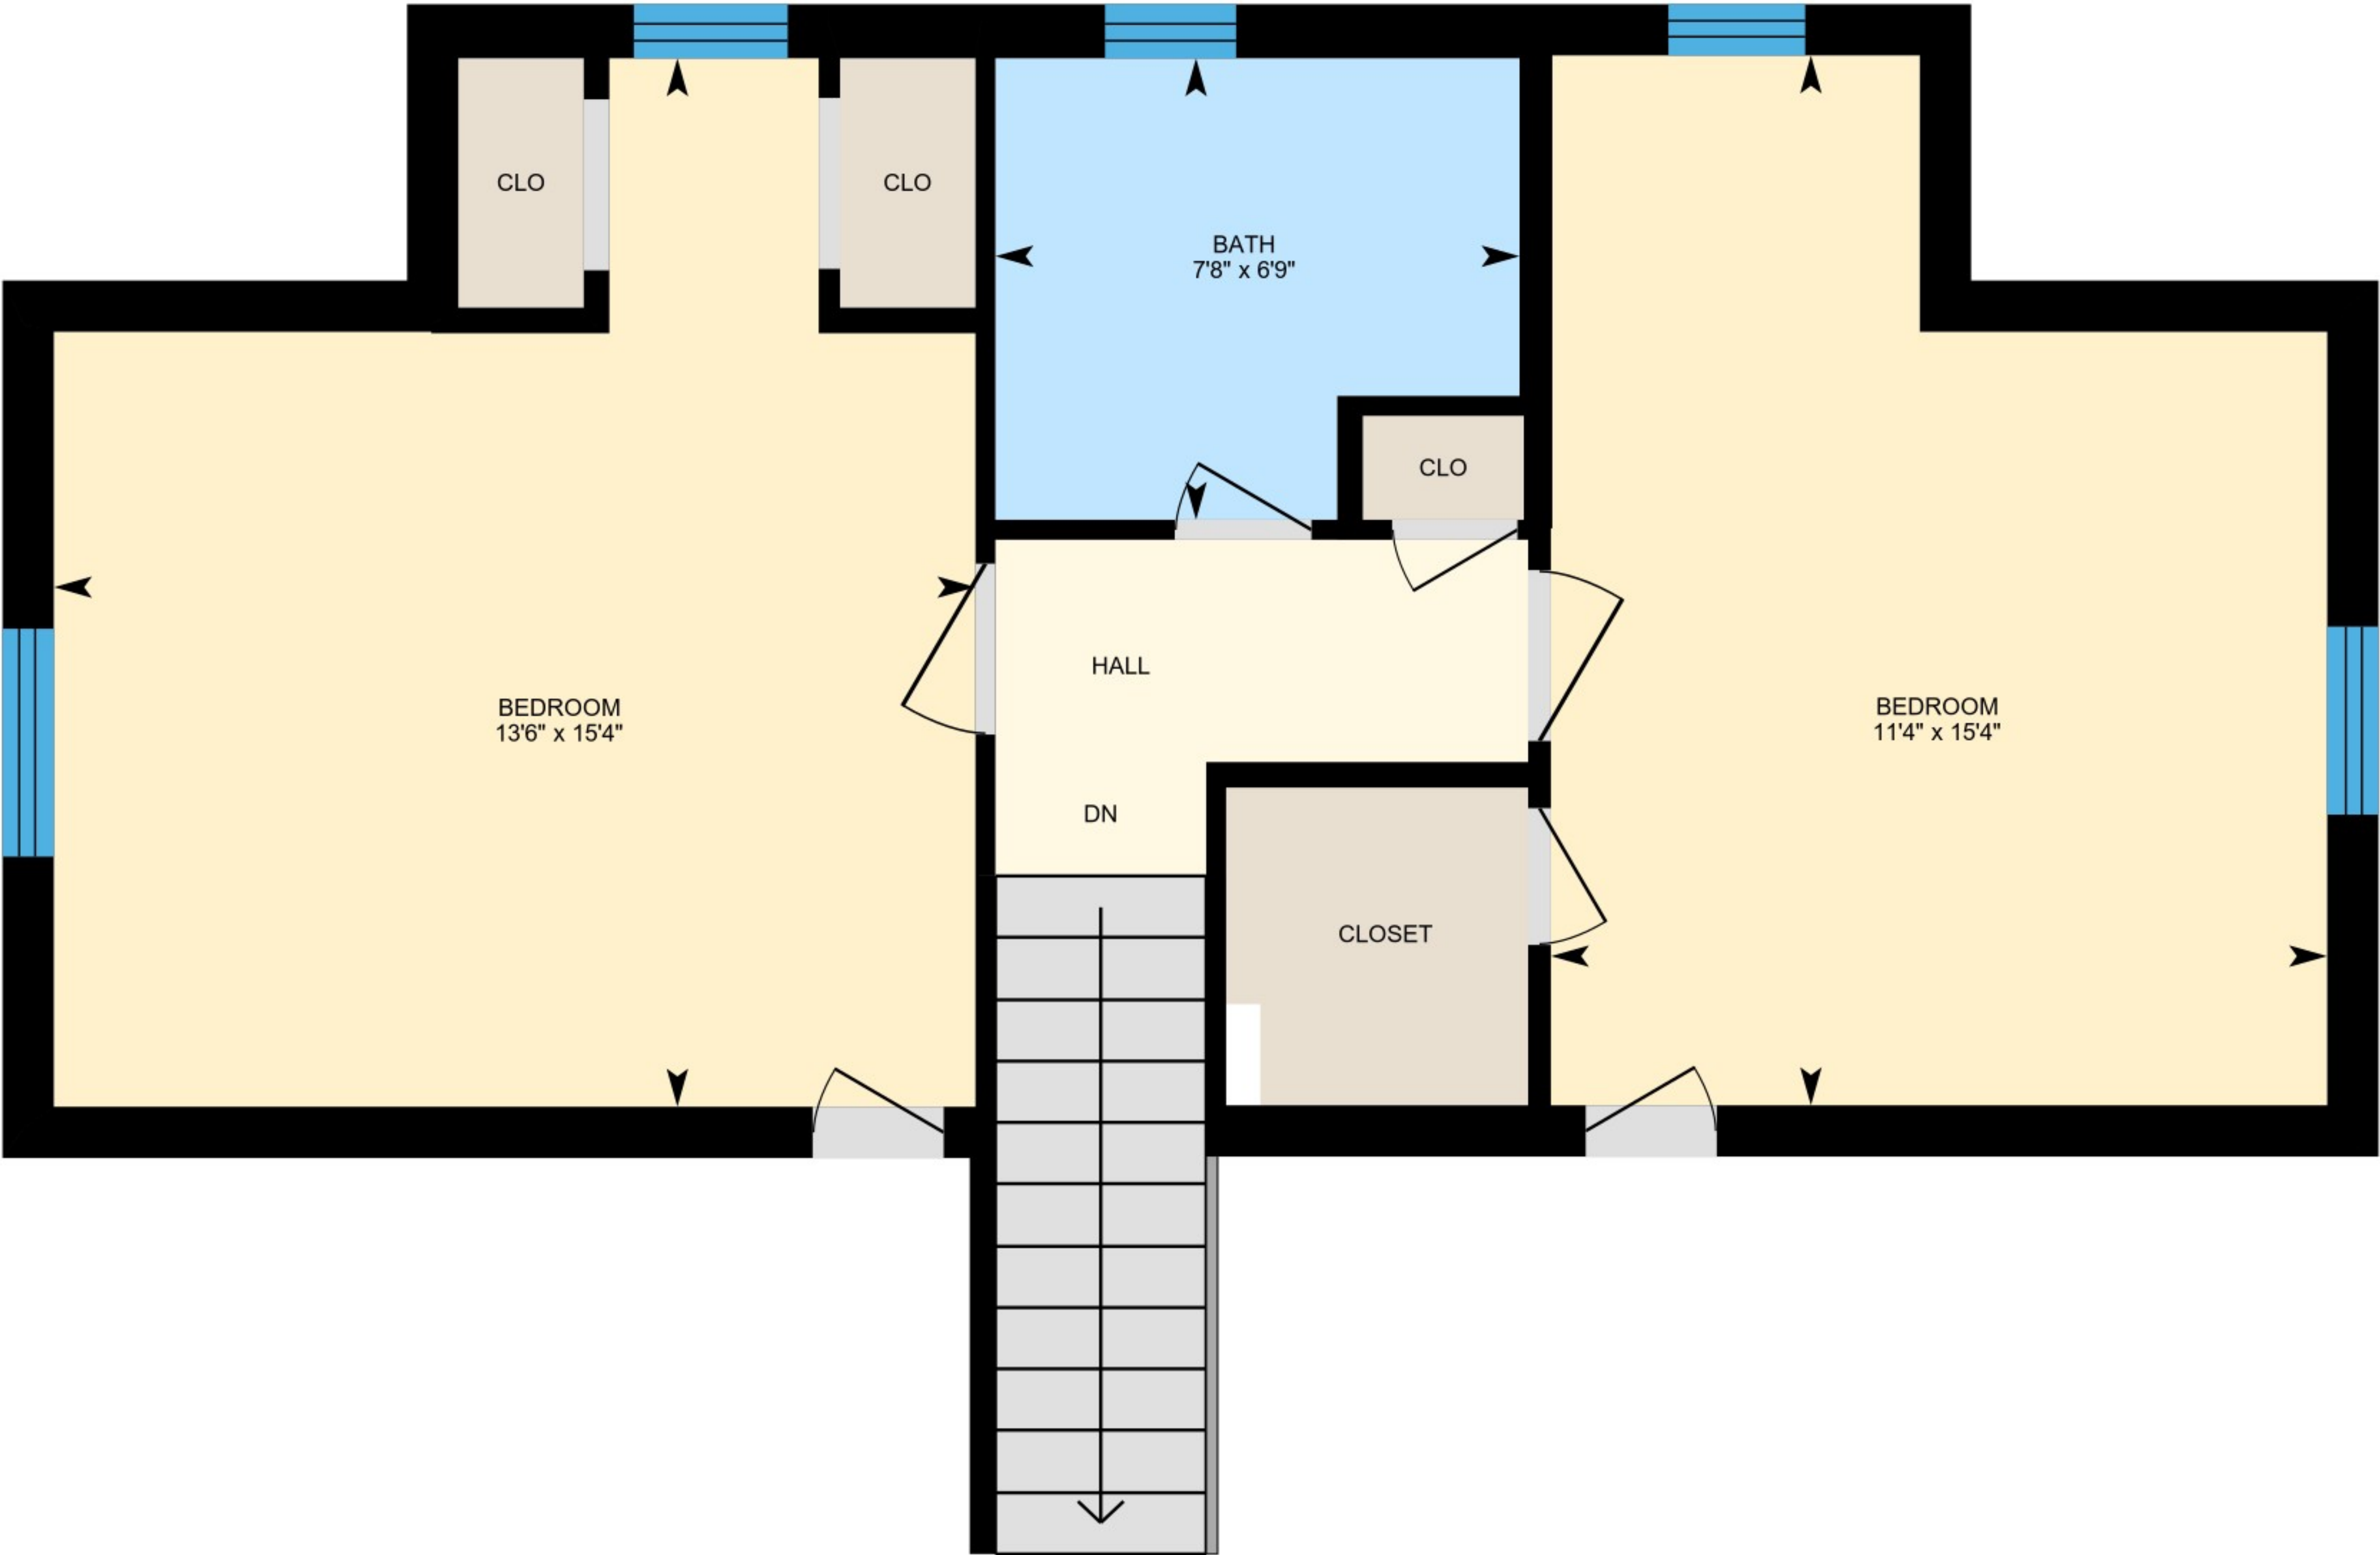 CLO
CLO
BATH
7'8" x 6'9"
CLO
HALL
BEDROOM
13'6" x 15'4"
BEDROOM
11'4" x 15'4"
DN
CLOSET